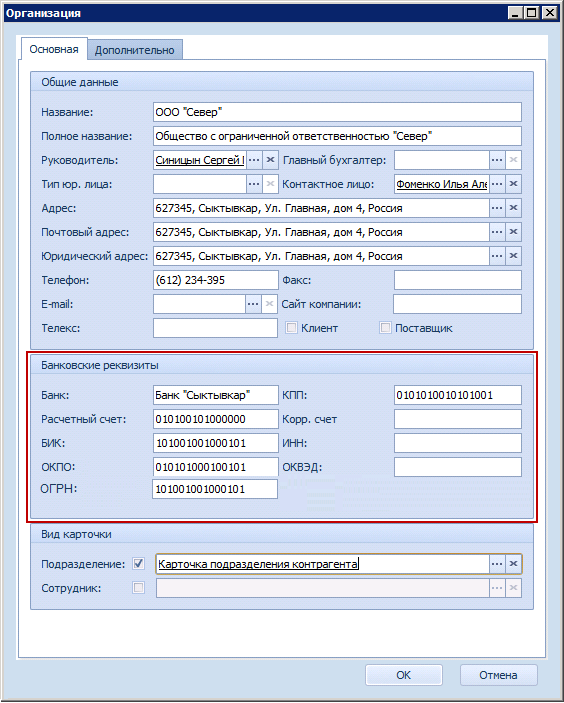 Организация
Основная Дополнительно
Общие данные
Название: ООО "Север"
Полное название: Общество с ограниченной ответственностью "Север"
Руководитель: Синицын Сергей ... Главный бухгалтер: ...
Тип юр. лица: ... Контактное лицо: Фоменко Илья Але ...
Адрес: 627345, Сыктывкар, Ул. Главная, дом 4, Россия ...
Почтовый адрес: 627345, Сыктывкар, Ул. Главная, дом 4, Россия ...
Юридический адрес: 627345, Сыктывкар, Ул. Главная, дом 4, Россия ...
Телефон: (612) 234-395 Факс:
E-mail: ... Сайт компании:
Телекс: Клиент Поставщик
Банковские реквизиты
Банк: Банк "Сыктывкар" КПП: 0101010010101001
Расчетный счет: 010100101000000 Корр. счет
БИК: 101001001000101 ИНН:
ОКПО: 010101000100101 ОКВЭД:
ОГРН: 101001001000101
Вид карточки
Подразделение: Карточка подразделения контрагента ...
Сотрудник: ...
ОК Отмена